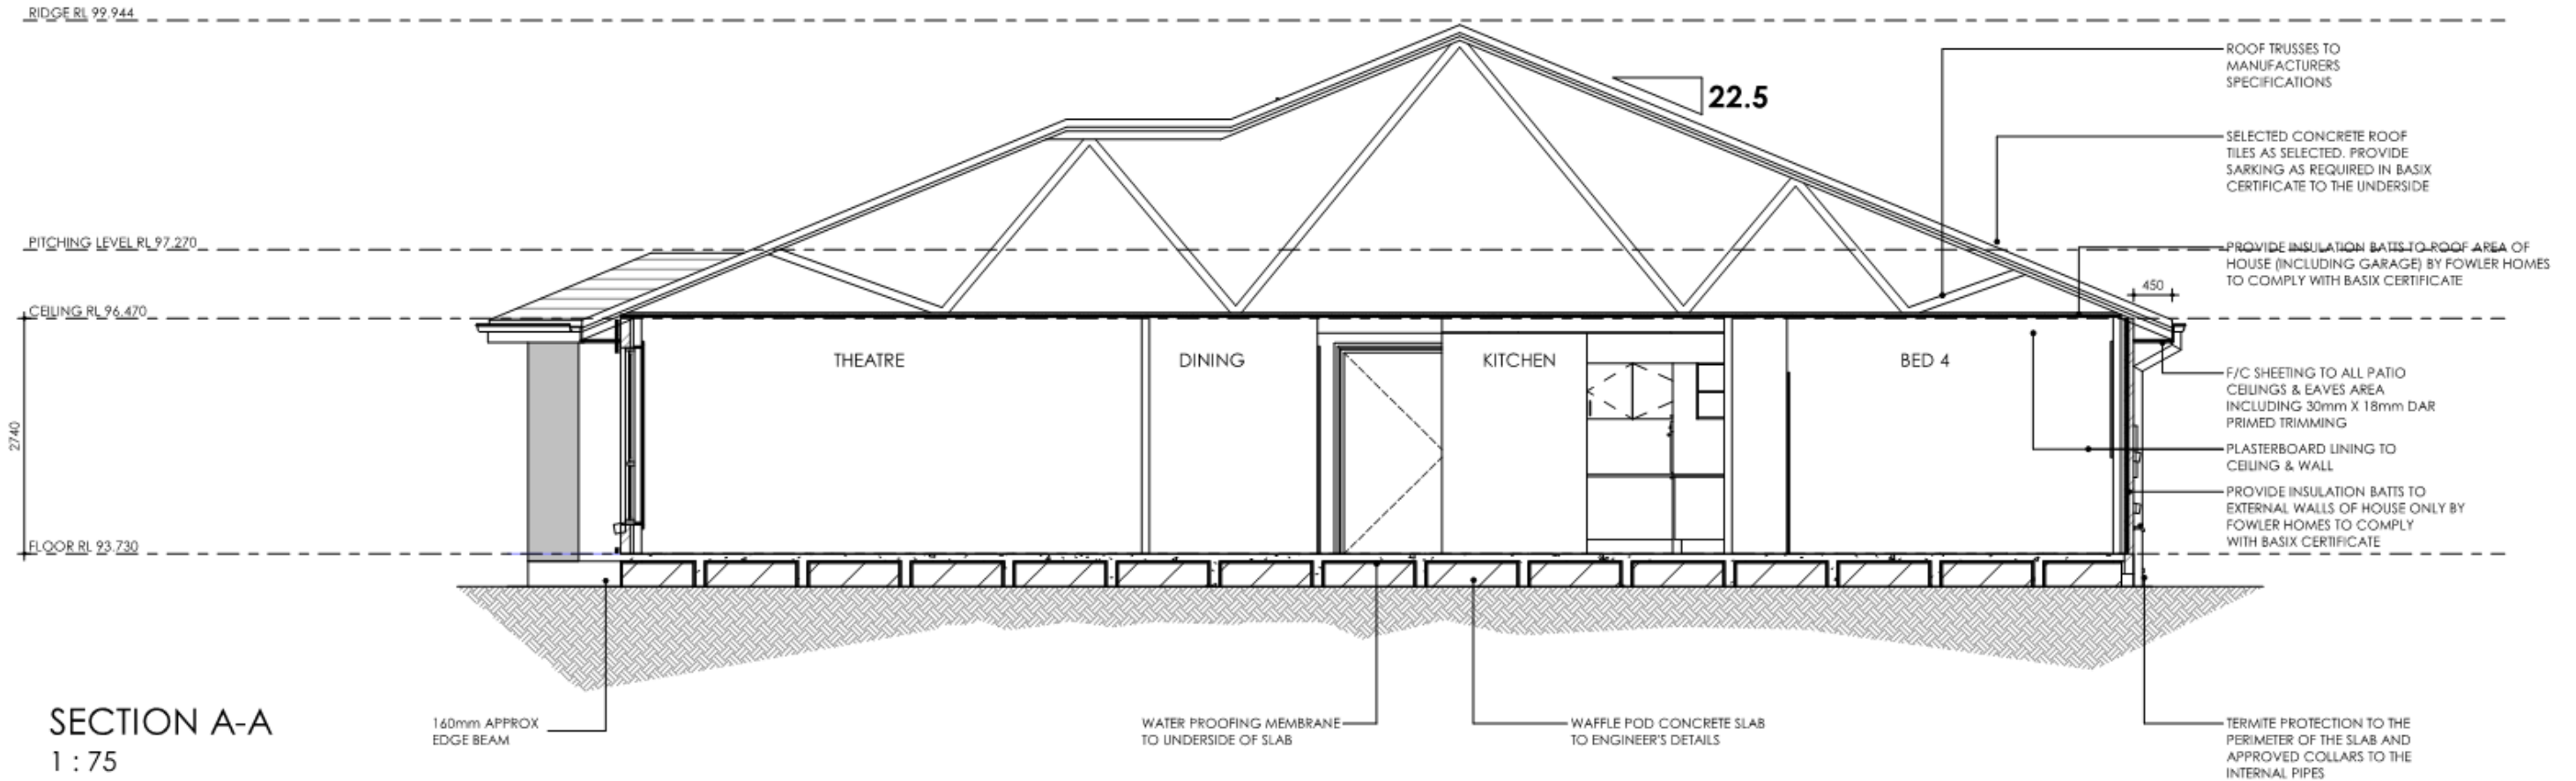 RIDGE RL 99.944
ROOF TRUSSES TO
MANUFACTURERS
SPECIFICATIONS
22.5
SELECTED CONCRETE ROOF
TILES AS SELECTED. PROVIDE
SARKING AS REQUIRED IN BASIX
CERTIFICATE TO THE UNDERSIDE
PITCHING LEVEL RL 97.270
PROVIDE INSULATION BATTS TO ROOF AREA OF
HOUSE (INCLUDING GARAGE) BY FOWLER HOMES
TO COMPLY WITH BASIX CERTIFICATE
450
CEILING RL 96.470
THEATRE
DINING
KITCHEN
BED 4
F/C SHEETING TO ALL PATIO
CEILINGS & EAVES AREA
INCLUDING 30mm X 18mm DAR
PRIMED TRIMMING
2740
PLASTERBOARD LINING TO
CEILING & WALL
PROVIDE INSULATION BATTS TO
EXTERNAL WALLS OF HOUSE ONLY BY
FOWLER HOMES TO COMPLY
WITH BASIX CERTIFICATE
FLOOR RL 93.730
SECTION A-A
1 : 75
160mm APPROX
EDGE BEAM
WATER PROOFING MEMBRANE
TO UNDERSIDE OF SLAB
WAFFLE POD CONCRETE SLAB
TO ENGINEER'S DETAILS
TERMITE PROTECTION TO THE
PERIMETER OF THE SLAB AND
APPROVED COLLARS TO THE
INTERNAL PIPES